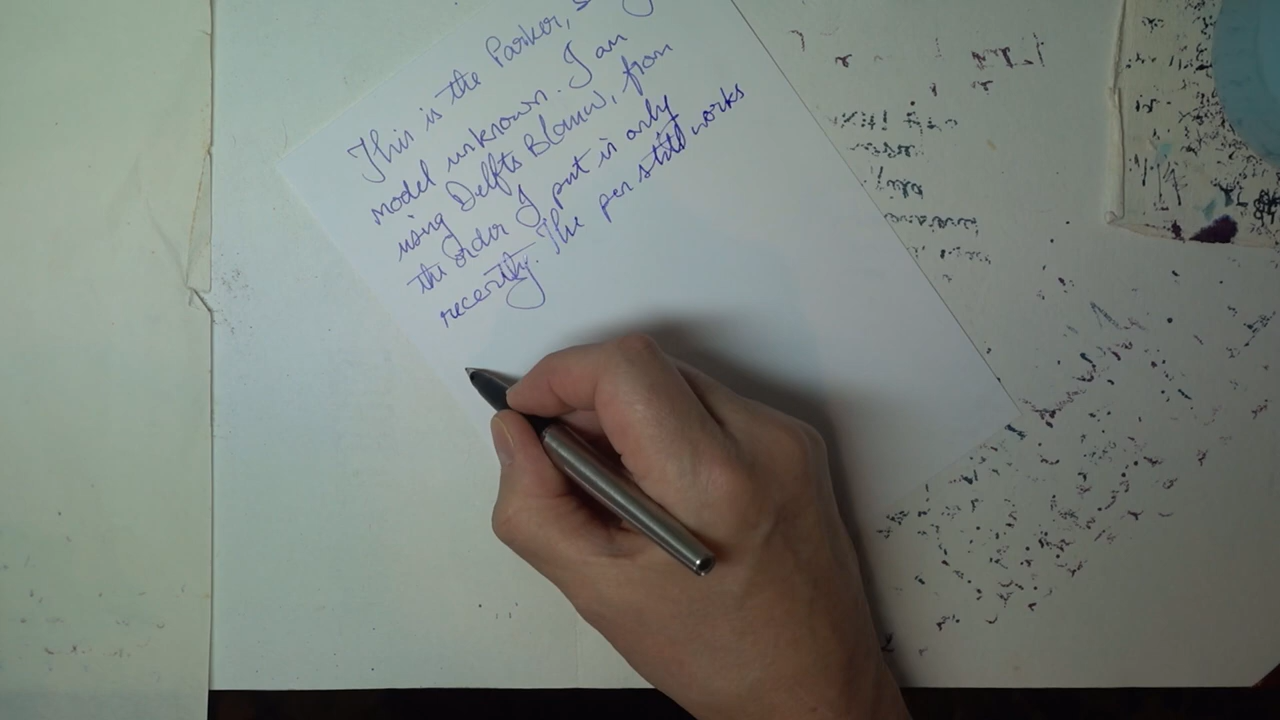 This is the Parker,
model unknown. I am
using Delfts Blauw, from
the order I put in only
recently. The pen still works